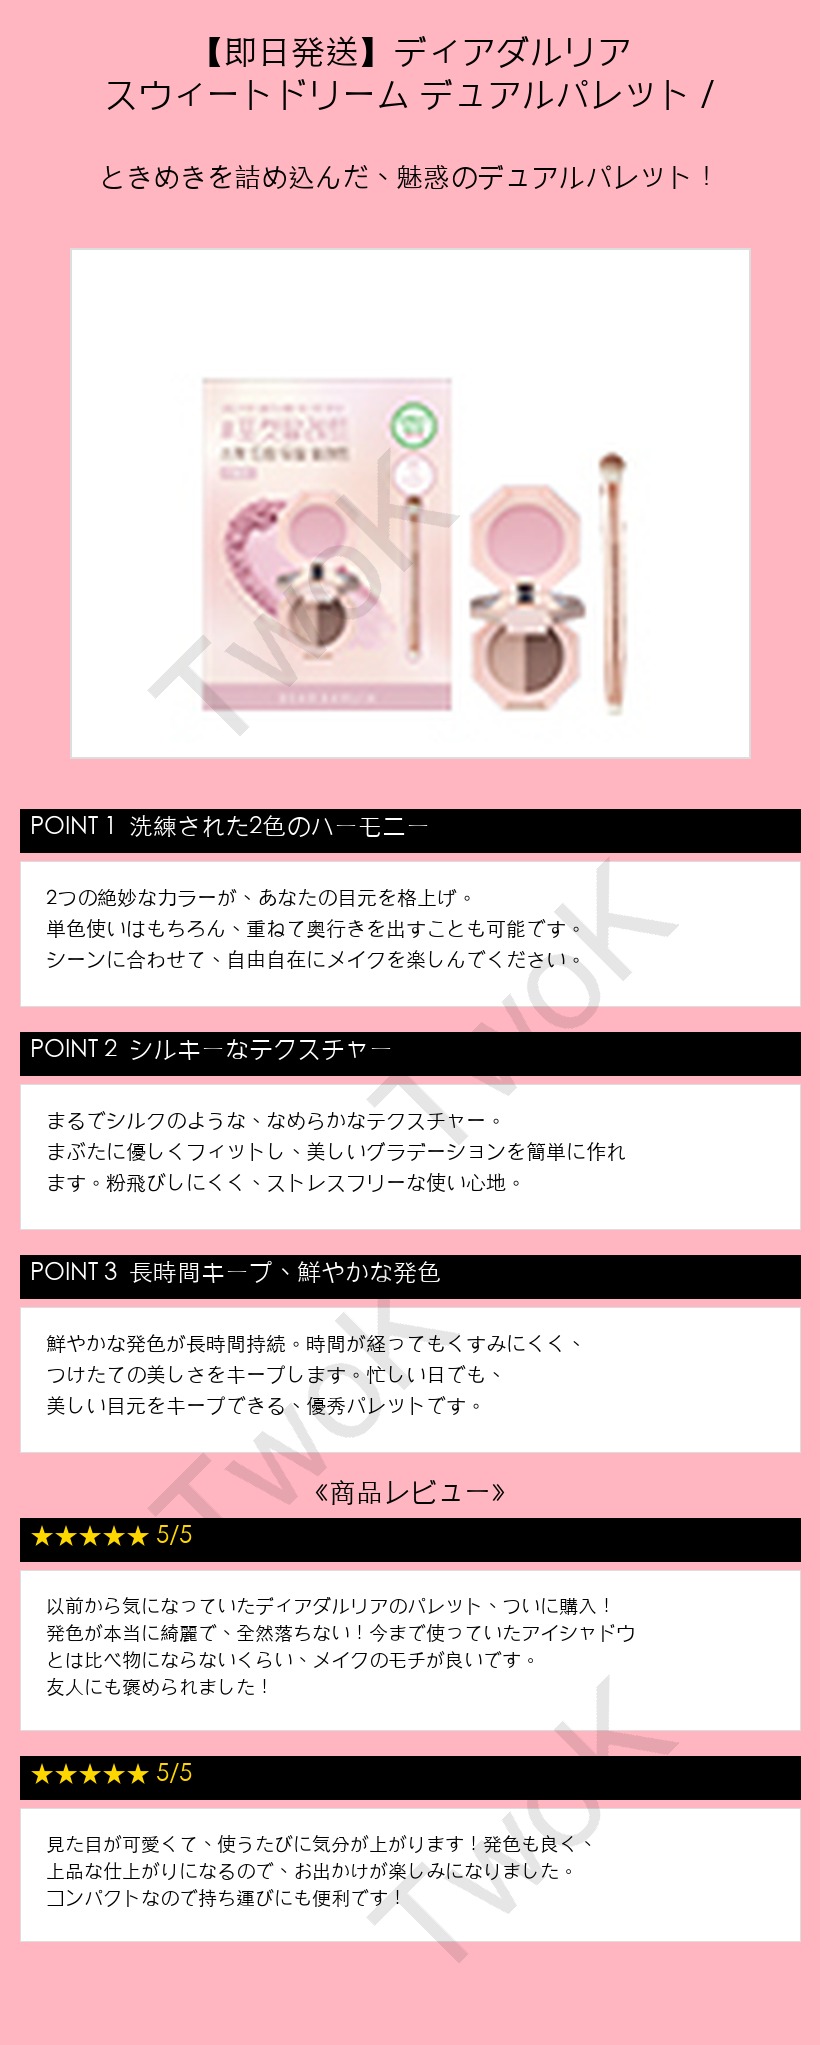 【即日発送】ディアダルリア
スウィートドリーム デュアルパレット /
ときめきを詰め込んだ、魅惑のデュアルパレット！
TwoK
POINT 1 洗練された2色のハーモニー
2つの絶妙なカラーが、あなたの目元を格上げ。
単色使いはもちろん、重ねて奥行きを出すことも可能です。
シーンに合わせて、自由自在にメイクを楽しんでください。
TwoK
POINT 2 シルキーなテクスチャー
まるでシルクのような、なめらかなテクスチャー。
まぶたに優しくフィットし、美しいグラデーションを簡単に作れ
ます。粉飛びしにくく、ストレスフリーな使い心地。
POINT 3 長時間キープ、鮮やかな発色
鮮やかな発色が長時間持続。時間が経ってもくすみにくく、
つけたての美しさをキープします。忙しい日でも、
美しい目元をキープできる、優秀パレットです。
TwoK
《商品レビュー》
★★★★★ 5/5
以前から気になっていたディアダルリアのパレット、ついに購入！
発色が本当に綺麗で、全然落ちない！今まで使っていたアイシャドウ
とは比べ物にならないくらい、メイクのモチが良いです。
友人にも褒められました！
★★★★★ 5/5
見た目が可愛くて、使うたびに気分が上がります！発色も良く、
上品な仕上がりになるので、お出かけが楽しみになりました。
コンパクトなので持ち運びにも便利です！
TwoK